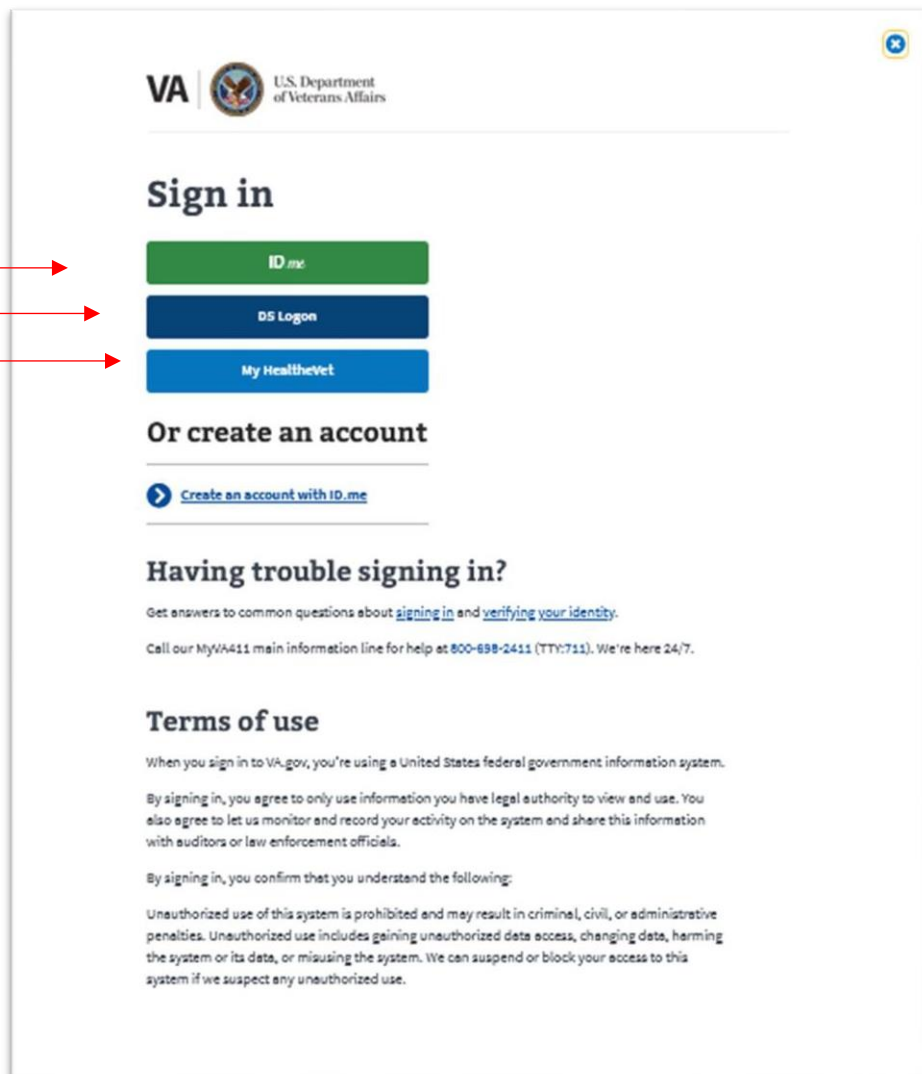 VA
U.S. Department
of Veterans Affairs
Sign in
ID.me
DS Logon
My HealtheVet
Or create an account
Create an account with ID.me
Having trouble signing in?
Get answers to common questions about signing in and verifying your identity.
Call our MyVA411 main information line for help at 800-698-2411 (TTY:711). We're here 24/7.
Terms of use
When you sign in to VA.gov, you're using a United States federal government information system.
By signing in, you agree to only use information you have legal authority to view and use. You
also agree to let us monitor and record your activity on the system and share this information
with auditors or law enforcement officials.
By signing in, you confirm that you understand the following:
Unauthorized use of this system is prohibited and may result in criminal, civil, or administrative
penalties. Unauthorized use includes gaining unauthorized data access, changing data, harming
the system or its data, or misusing the system. We can suspend or block your access to this
system if we suspect any unauthorized use.